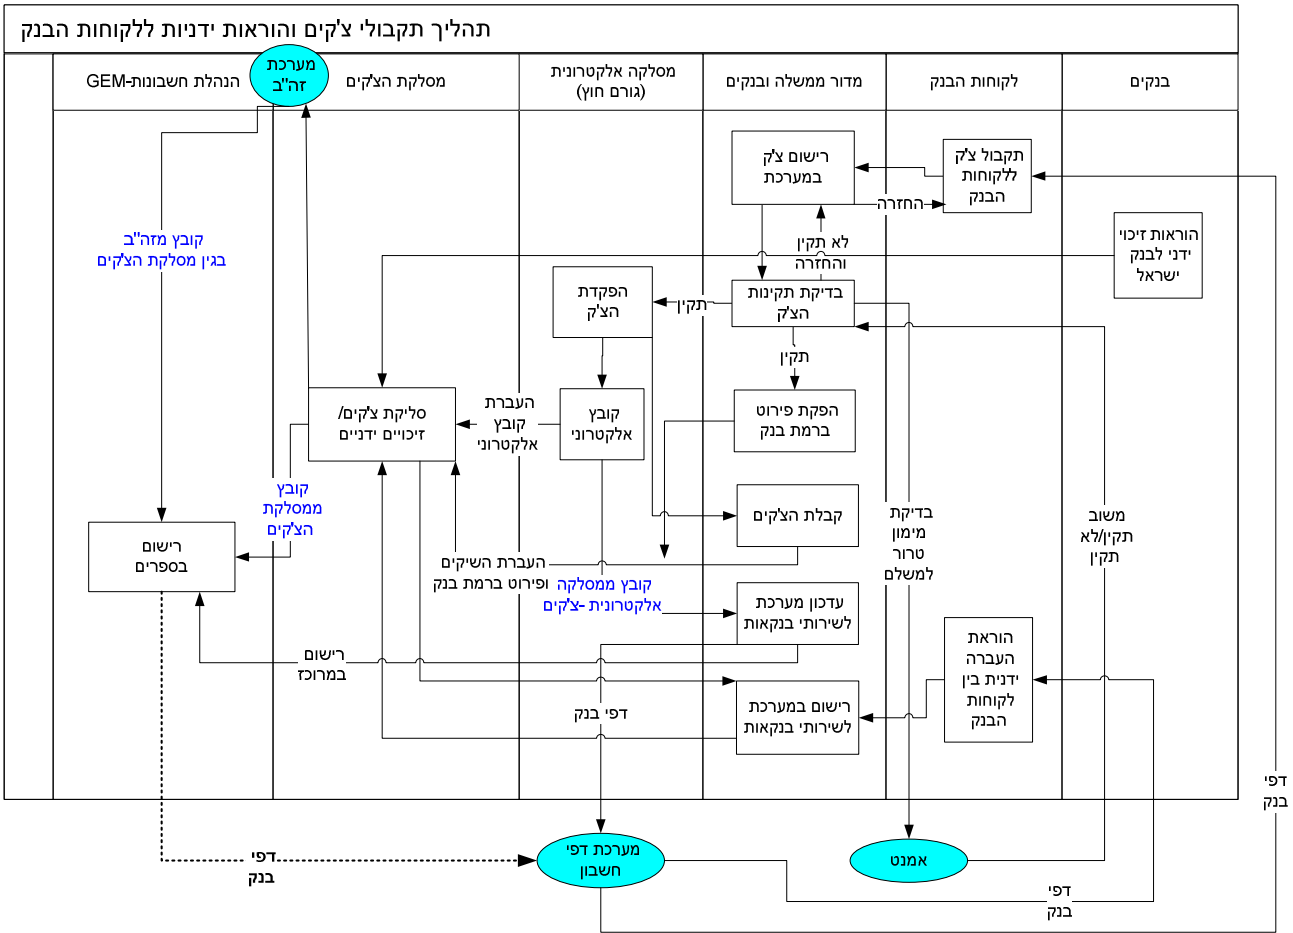 תהליך תקבולי צ'קים והוראות ידניות ללקוחות הבנק
בנקים
לקוחות הבנק
מדור ממשלה ובנקים
מסלקה אלקטרונית
(גורם חוץ)
מסלקת הצ'קים
מערכת
זה"ב
הנהלת חשבונות-GEM
תקבול צ'ק
ללקוחות
הבנק
רישום צ'ק
במערכת
החזרה
הוראות זיכוי
ידני לבנק
ישראל
לא תקין
והחזרה
קובץ מזה"ב
בגין מסלקת הצ'קים
בדיקת תקינות
הצ'ק
תקין
הפקדת
הצ'ק
תקין
הפקת פירוט
ברמת בנק
קובץ
אלקטרוני
העברת
קובץ
אלקטרוני
סליקת צ'קים/
זיכויים ידניים
קובץ
ממסלקת
הצ'קים
קבלת הצ'קים
בדיקת
מימון
טרור
למשלם
משוב
תקין/לא
תקין
רישום
בספרים
העברת השיקים
ופירוט ברמת בנק
קובץ ממסלקה
אלקטרונית -צ'קים
עדכון מערכת
לשירותי בנקאות
הוראת
העברה
ידנית בין
לקוחות
הבנק
רישום
במרוכז
רישום במערכת
לשירותי בנקאות
דפי בנק
דפי
בנק
מערכת דפי
חשבון
אמנט
דפי
בנק
דפי
בנק